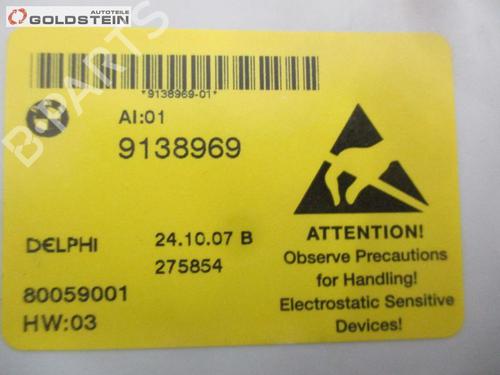 AUTOTEILE
GOLDSTEIN
*9138969-01*
AI:01
9138969
DELPHI
24.10.07 B
275854
80059001
HW:03
ATTENTION!
Observe Precautions
for Handling!
Electrostatic Sensitive
Devices!
B-PARTS